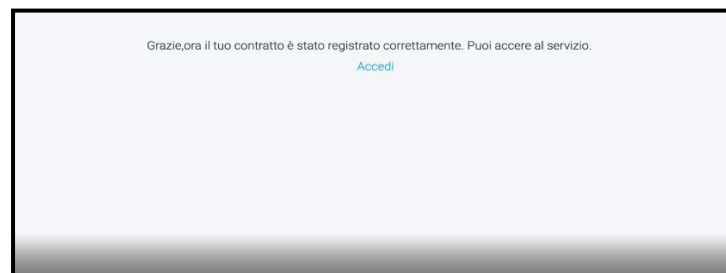 Grazie,ora il tuo contratto è stato registrato correttamente. Puoi accere al servizio.
Accedi